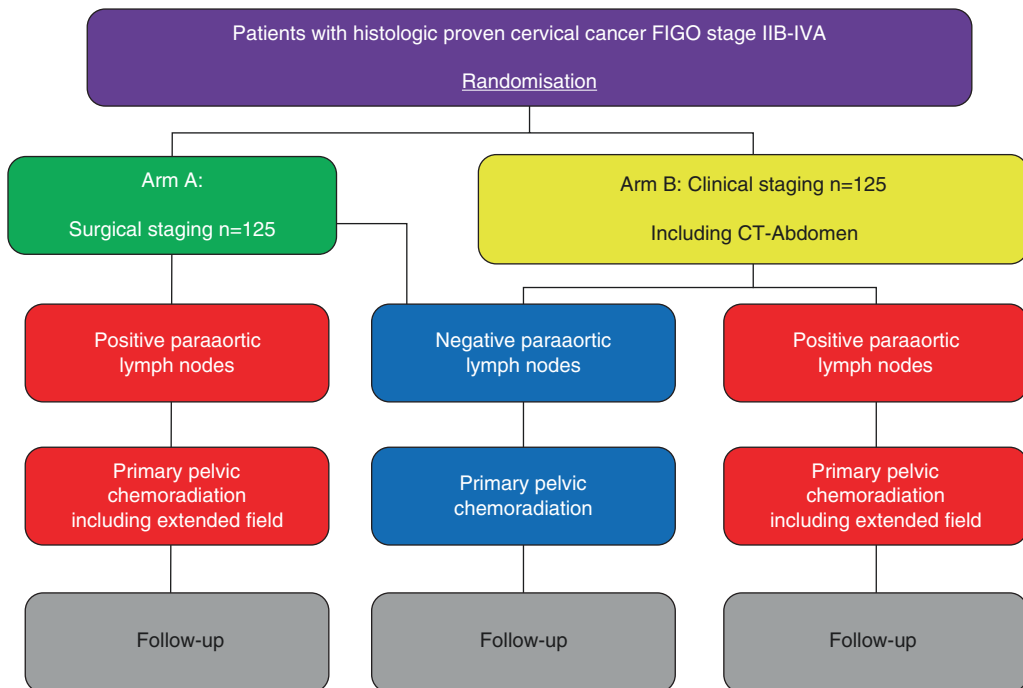 Patients with histologic proven cervical cancer FIGO stage IIB-IVA
Randomisation
Arm A:
Surgical staging n=125
Arm B: Clinical staging n=125
Including CT-Abdomen
Positive paraaortic
lymph nodes
Negative paraaortic
lymph nodes
Positive paraaortic
lymph nodes
Primary pelvic
chemoradiation
including extended field
Primary pelvic
chemoradiation
Primary pelvic
chemoradiation
including extended field
Follow-up
Follow-up
Follow-up